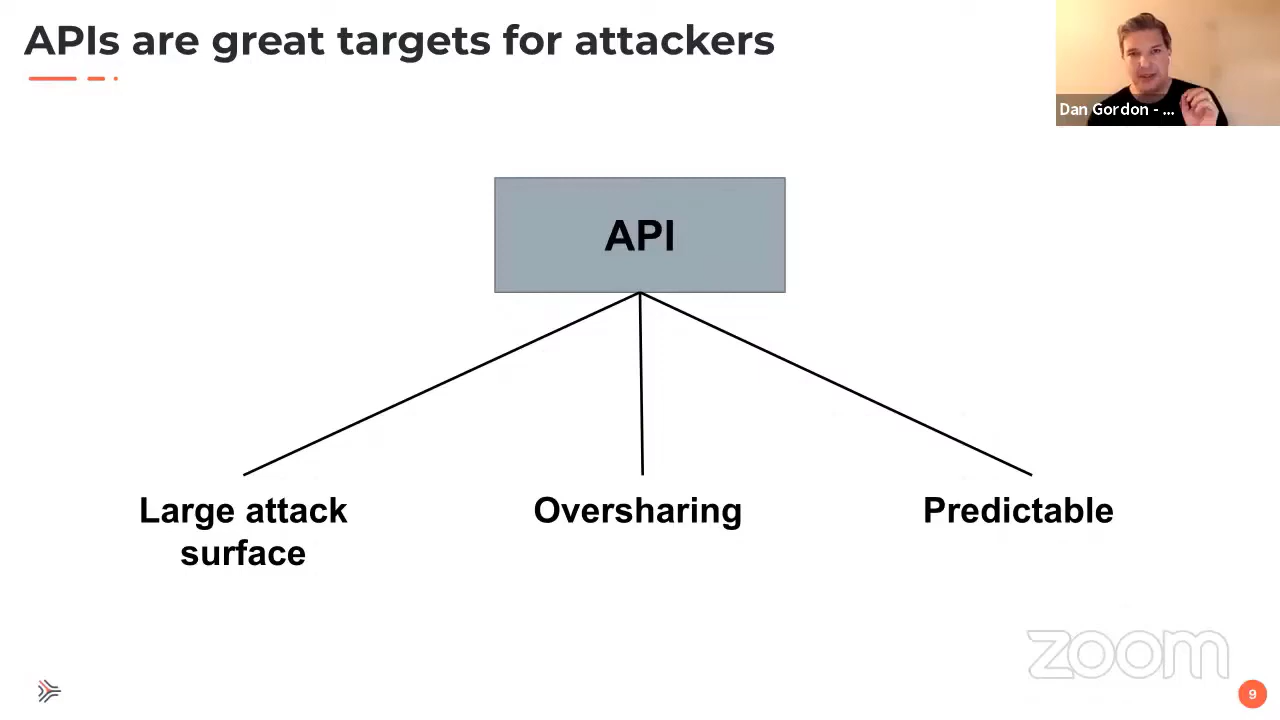 APIs are great targets for attackers
Dan Gordon - ...
API
Large attack
surface
Oversharing
Predictable
zoom
9